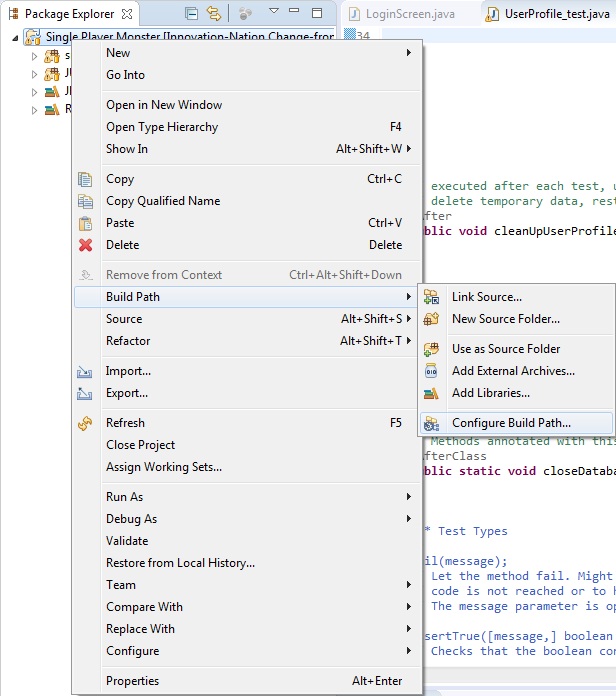 Package Explorer
LoginScreen.java
UserProfile_test.java
Single Player Monster [Innovation-Nation Change-fror
34
s
JU
JI
R
New
Go Into
Open in New Window
Open Type Hierarchy F4
Show In Alt+Shift+W
Copy Ctrl+C
Copy Qualified Name
Paste Ctrl+V
Delete Delete
Remove from Context Ctrl+Alt+Shift+Down
Build Path
Source Alt+Shift+S
Refactor Alt+Shift+T
Import...
Export...
Refresh F5
Close Project
Assign Working Sets...
Run As
Debug As
Validate
Restore from Local History...
Team
Compare With
Replace With
Configure
Properties Alt+Enter
executed after each test, u
delete temporary data, rest
fter
blic void cleanUpUserProfile
Link Source...
New Source Folder...
Use as Source Folder
Add External Archives...
Add Libraries...
Configure Build Path...
Methods annotated with this
fterClass
blic static void closeDataba
* Test Types
il(message);
Let the method fail. Might
code is not reached or to h
The message parameter is op
sertTrue([message,] boolean
Checks that the boolean con